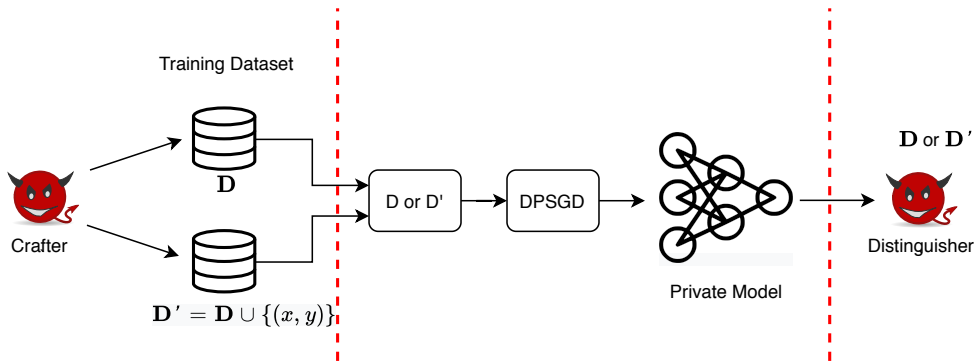 Training Dataset
D
Crafter
D' = D ∪ {(x, y)}
D or D'
DPSGD
Private Model
D or D'
Distinguisher